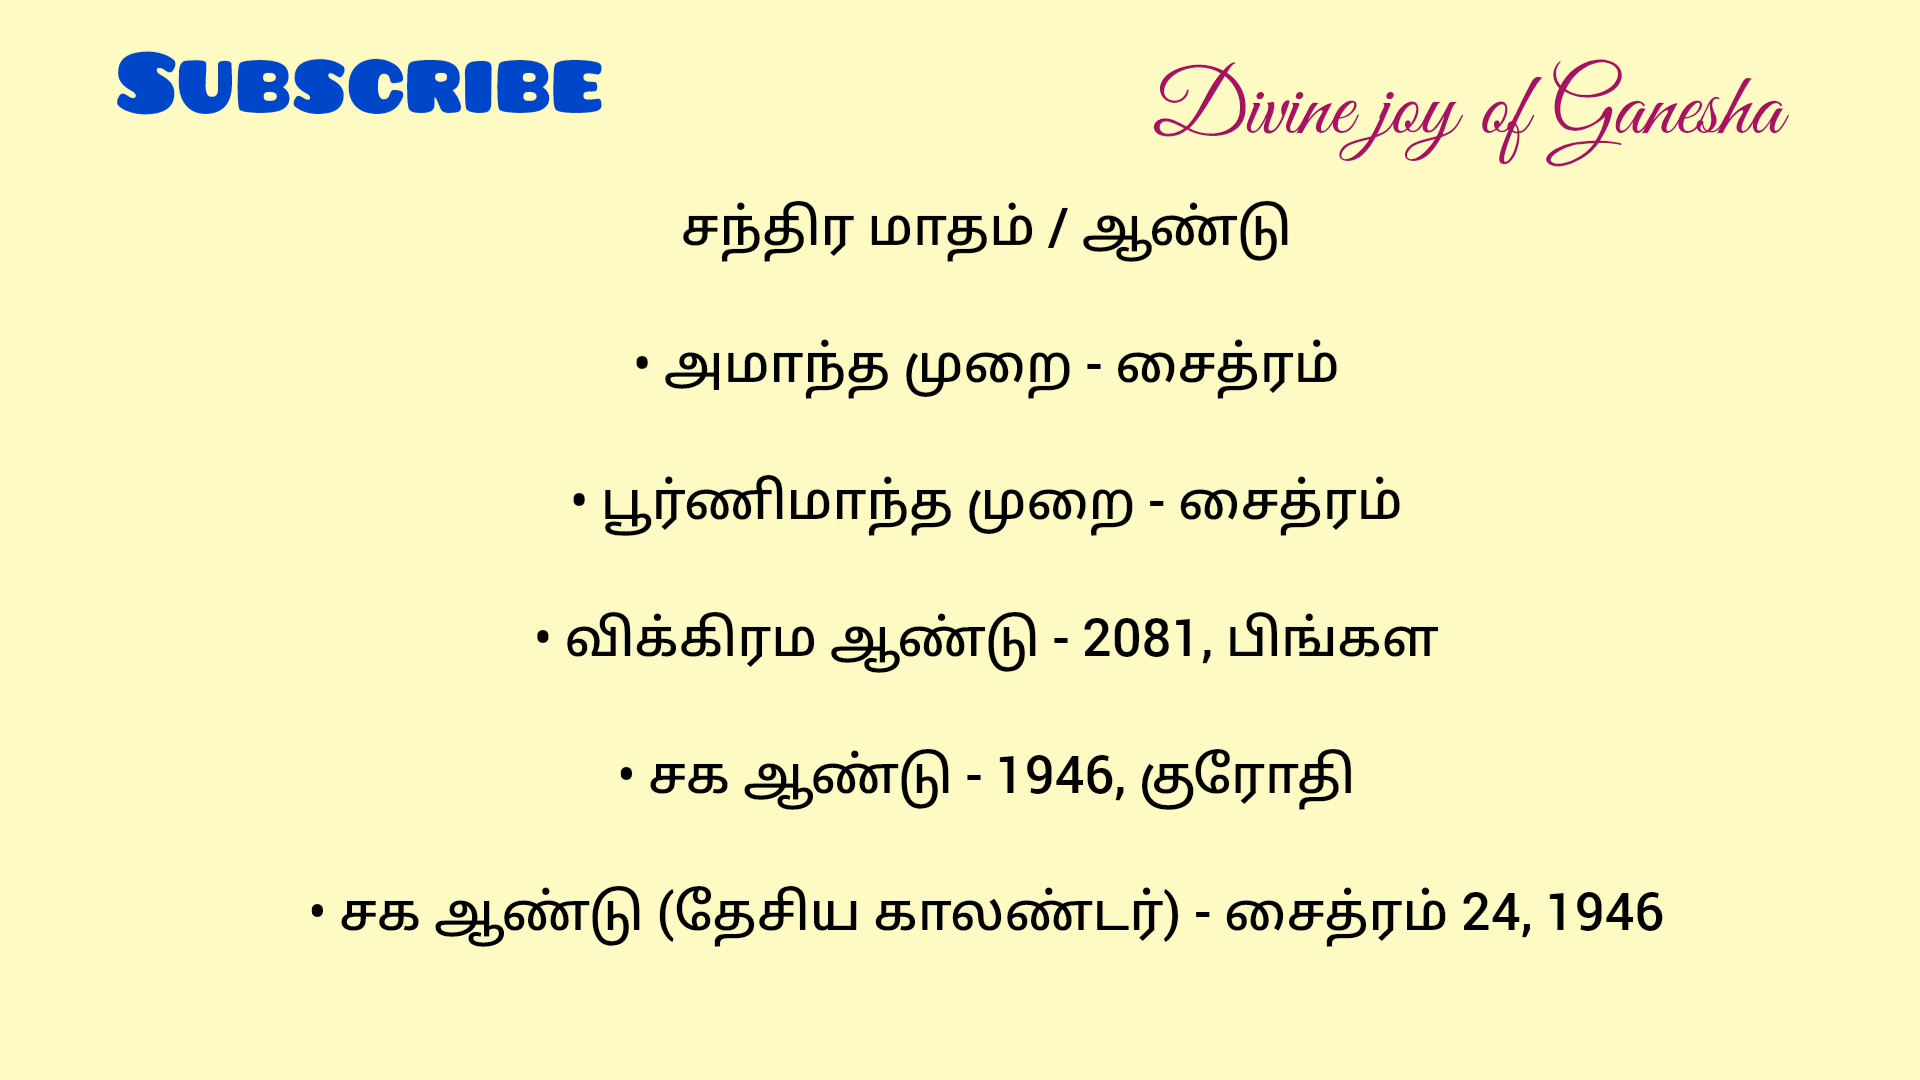 SUBSCRIBE
Divine joy of Ganesha
சந்திர மாதம் / ஆண்டு
• அமாந்த முறை - சைத்ரம்
• பூர்ணிமாந்த முறை - சைத்ரம்
• விக்கிரம ஆண்டு - 2081, பிங்கள
• சக ஆண்டு - 1946, குரோதி
• சக ஆண்டு (தேசிய காலண்டர்) - சைத்ரம் 24, 1946